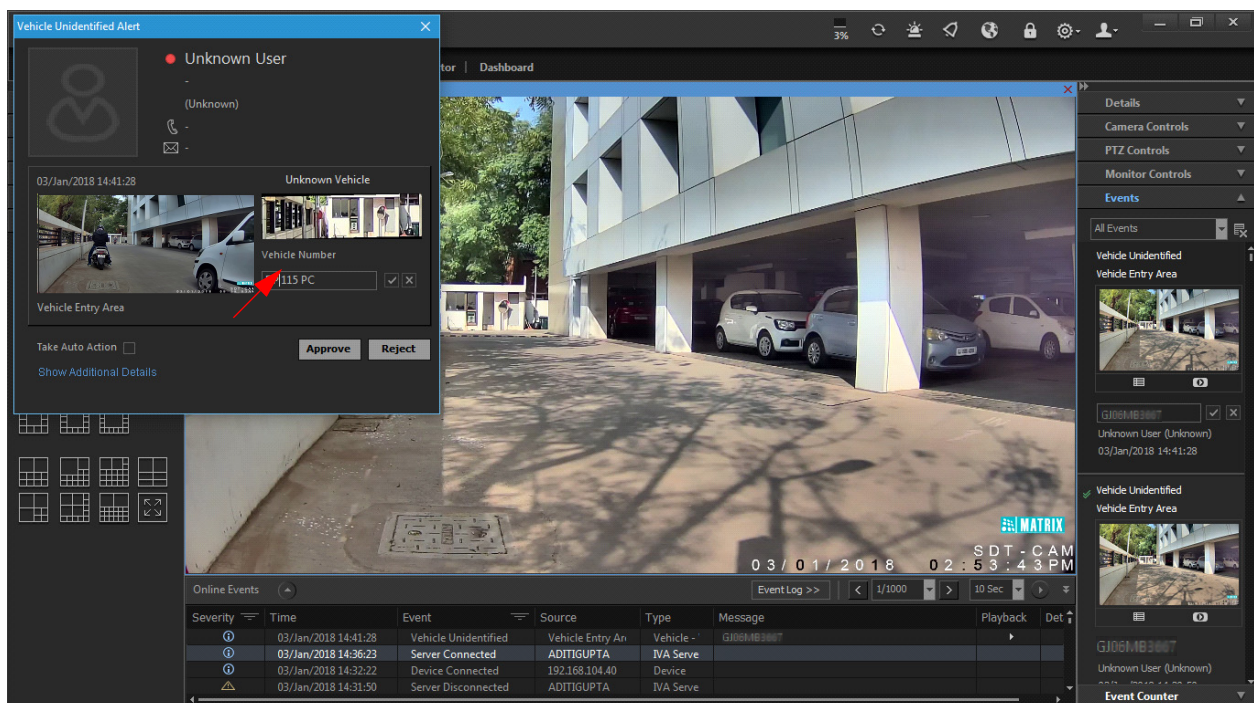 Vehicle Unidentified Alert
Unknown User
-
(Unknown)
-
-
03/Jan/2018 14:41:28
Unknown Vehicle
Vehicle Number
115 PC
Vehicle Entry Area
Take Auto Action
Approve
Reject
Show Additional Details
3%
tor | Dashboard
MATRIX
SDT-CAM
03/01/2018 02:53:43PM
Details
Camera Controls
PTZ Controls
Monitor Controls
Events
All Events
Vehicle Unidentified
Vehicle Entry Area
GJ06MB3667
Unknown User (Unknown)
03/Jan/2018 14:41:28
Vehicle Unidentified
Vehicle Entry Area
GJ06MB3667
Unknown User (Unknown)
Event Counter
Online Events
Event Log >>
1/1000
10 Sec
Severity Time Event Source Type Message Playback Det
03/Jan/2018 14:41:28 Vehicle Unidentified Vehicle Entry Are Vehicle - GJ06MB3667
03/Jan/2018 14:36:23 Server Connected ADITIGUPTA IVA Serve
03/Jan/2018 14:32:22 Device Connected 192.168.104.40 Device
03/Jan/2018 14:31:50 Server Disconnected ADITIGUPTA IVA Serve